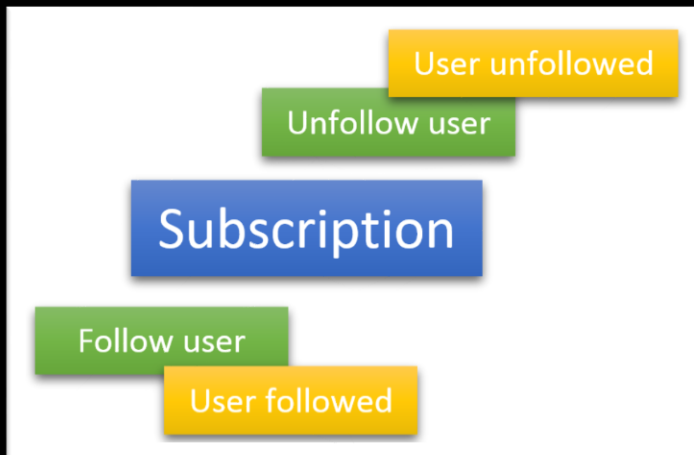 User unfollowed
Unfollow user
Subscription
Follow user
User followed